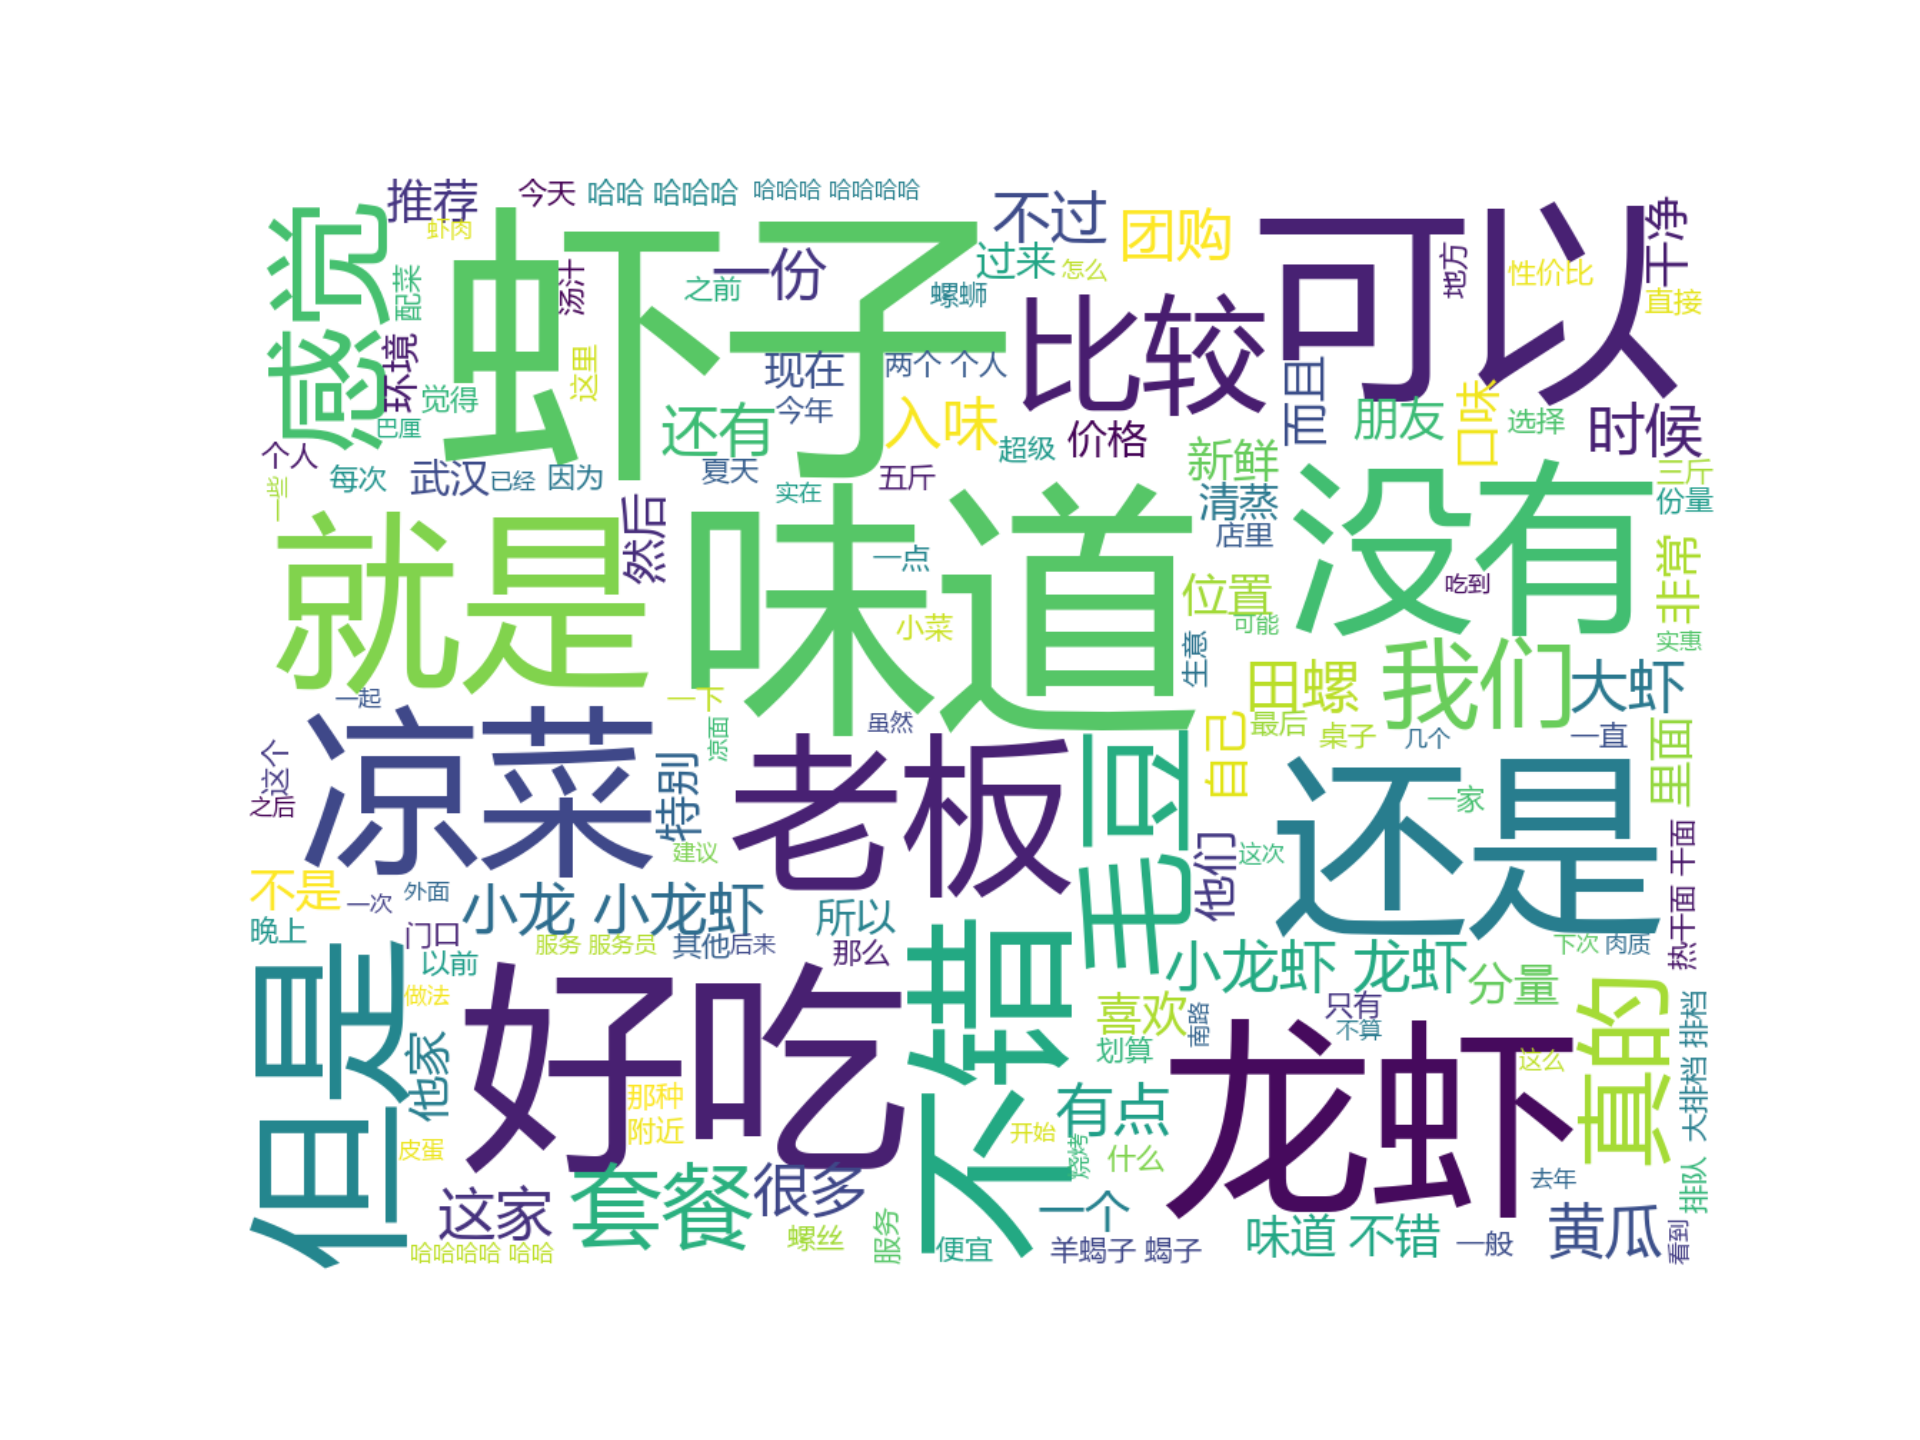 推荐
今天
哈哈 哈哈哈
哈哈哈 哈哈哈哈
不过
团购
可以
干净
感觉
虾肉
虾子
一份
过来
怎么
地方
性价比
直接
配菜
汤汁
之前
螺蛳
比较
环境
觉得
这里
现在
两个 个人
而且
口味
朋友
选择
时候
巴厘
还有
今年
入味
超级
价格
新鲜
个人
每次
武汉
已经
因为
夏天
实在
五斤
清蒸
三斤
份量
一些
就是
然后
味道
一点
店里
没有
吃到
非常
小菜
位置
可能
实惠
生意
田螺
我们
大虾
一起
一下
凉面
虽然
自己
最后
桌子
几个
一直
里面
这个
之后
凉菜
特别
老板
毛豆
还是
一家
建议
他们
这次
热干面 干面
不是
一次
外面
小龙 小龙虾
所以
晚上
门口
服务 服务员
其他
后来
那么
不错
小龙虾 龙虾
下次
肉质
但是
以前
做法
好吃
喜欢
南路
只有
分量
真的
大排档 排档
他家
那种
附近
划算
不算
龙虾
这么
皮蛋
有点
开始
烧烤
什么
去年
排队
这家
套餐
很多
一个
味道 不错
一般
黄瓜
看到
哈哈哈哈 哈哈
螺丝
服务
便宜
羊蝎子 蝎子